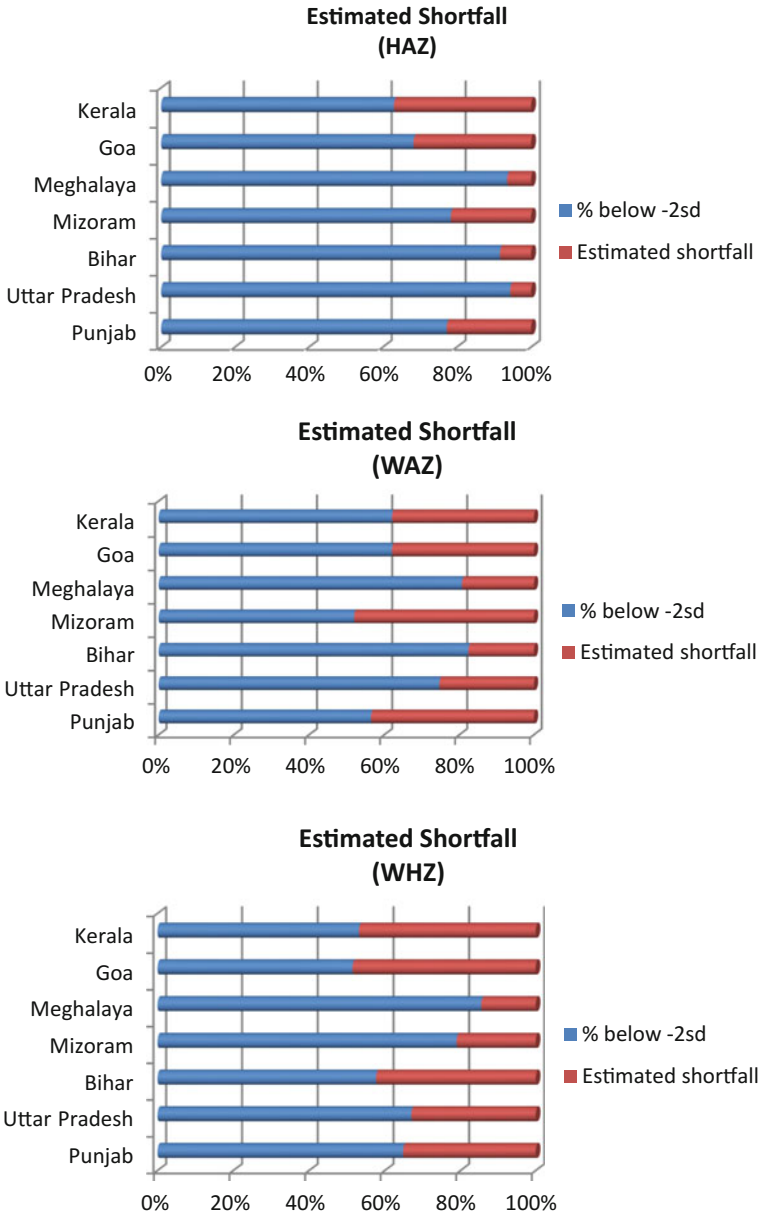 Estimated Shortfall
(HAZ)
Kerala
Goa
Meghalaya
Mizoram
Bihar
Uttar Pradesh
Punjab
0% 20% 40% 60% 80% 100%
% below -2sd
Estimated shortfall
Estimated Shortfall
(WAZ)
Kerala
Goa
Meghalaya
Mizoram
Bihar
Uttar Pradesh
Punjab
0% 20% 40% 60% 80% 100%
% below -2sd
Estimated shortfall
Estimated Shortfall
(WHZ)
Kerala
Goa
Meghalaya
Mizoram
Bihar
Uttar Pradesh
Punjab
0% 20% 40% 60% 80% 100%
% below -2sd
Estimated shortfall